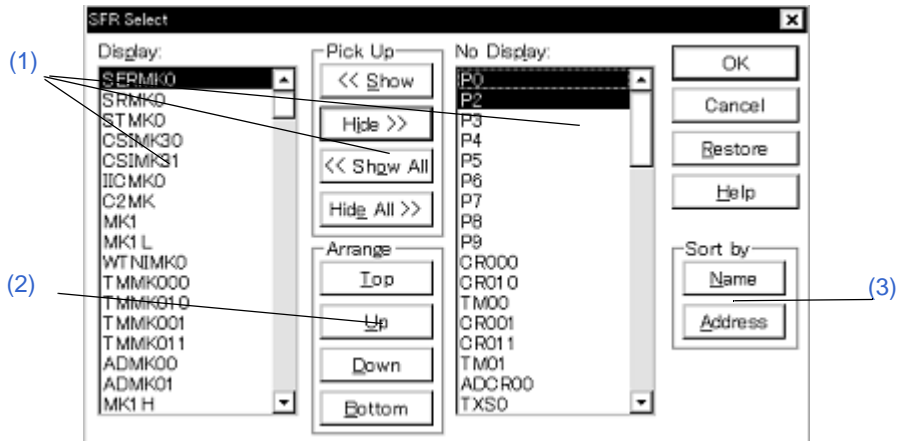 SFR Select
(1)
Display:
SERMK0
SRMK0
STMK0
CSIMK30
CSIMK31
IICMK0
C2MK
MK1
MK1L
WTNIMK0
TMMK000
TMMK010
TMMK001
TMMK011
ADMK00
ADMK01
MK1H
Pick Up
<< Show
Hide >>
<< Show All
Hide All >>
(2)
Arrange
Top
Up
Down
Bottom
No Display:
P0
P2
P3
P4
P5
P6
P7
P8
P9
CR000
CR010
TM00
CR001
CR011
TM01
ADCR00
TXS0
OK
Cancel
Restore
Help
Sort by
Name
Address
(3)